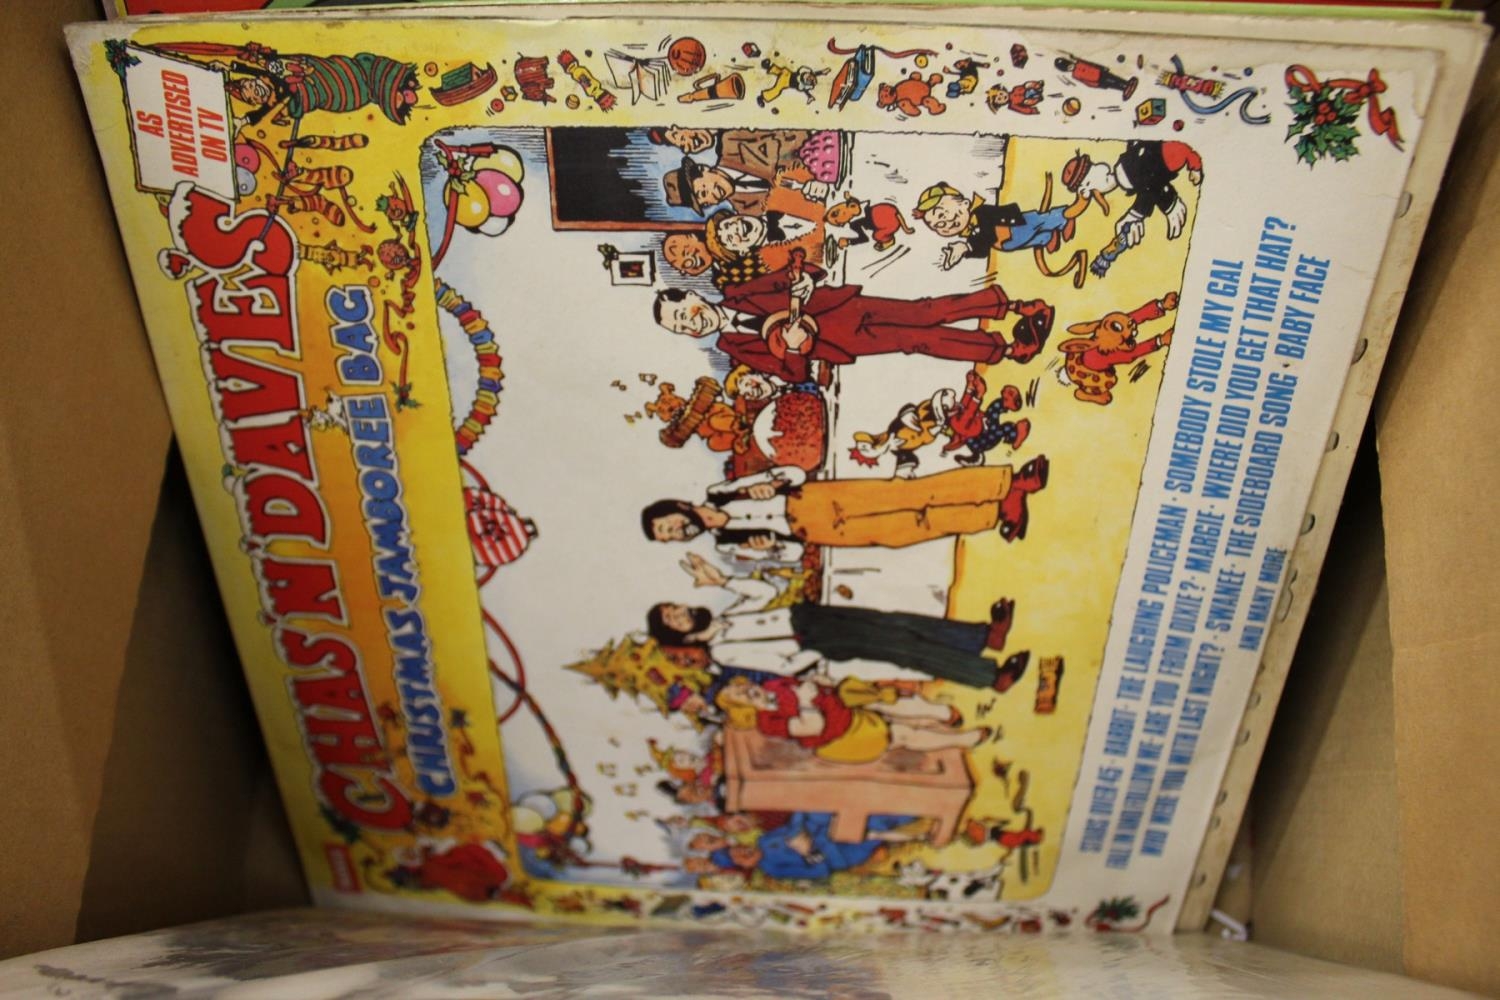 AS
ADVERTISED
ON TV
CHAS 'N' DAVE'S
CHRISTMAS JAMBOREE BAG
STARS OVER 45 · RABBIT · THE LAUGHING POLICEMAN · SOMEBODY STOLE MY GAL
FALL IN AND FOLLOW ME · ARE YOU FROM DIXIE? · MARGIE · WHERE DID YOU GET THAT HAT?
WHO WERE YOU WITH LAST NIGHT? · SWANEE · THE SIDEBOARD SONG · BABY FACE
AND MANY MORE